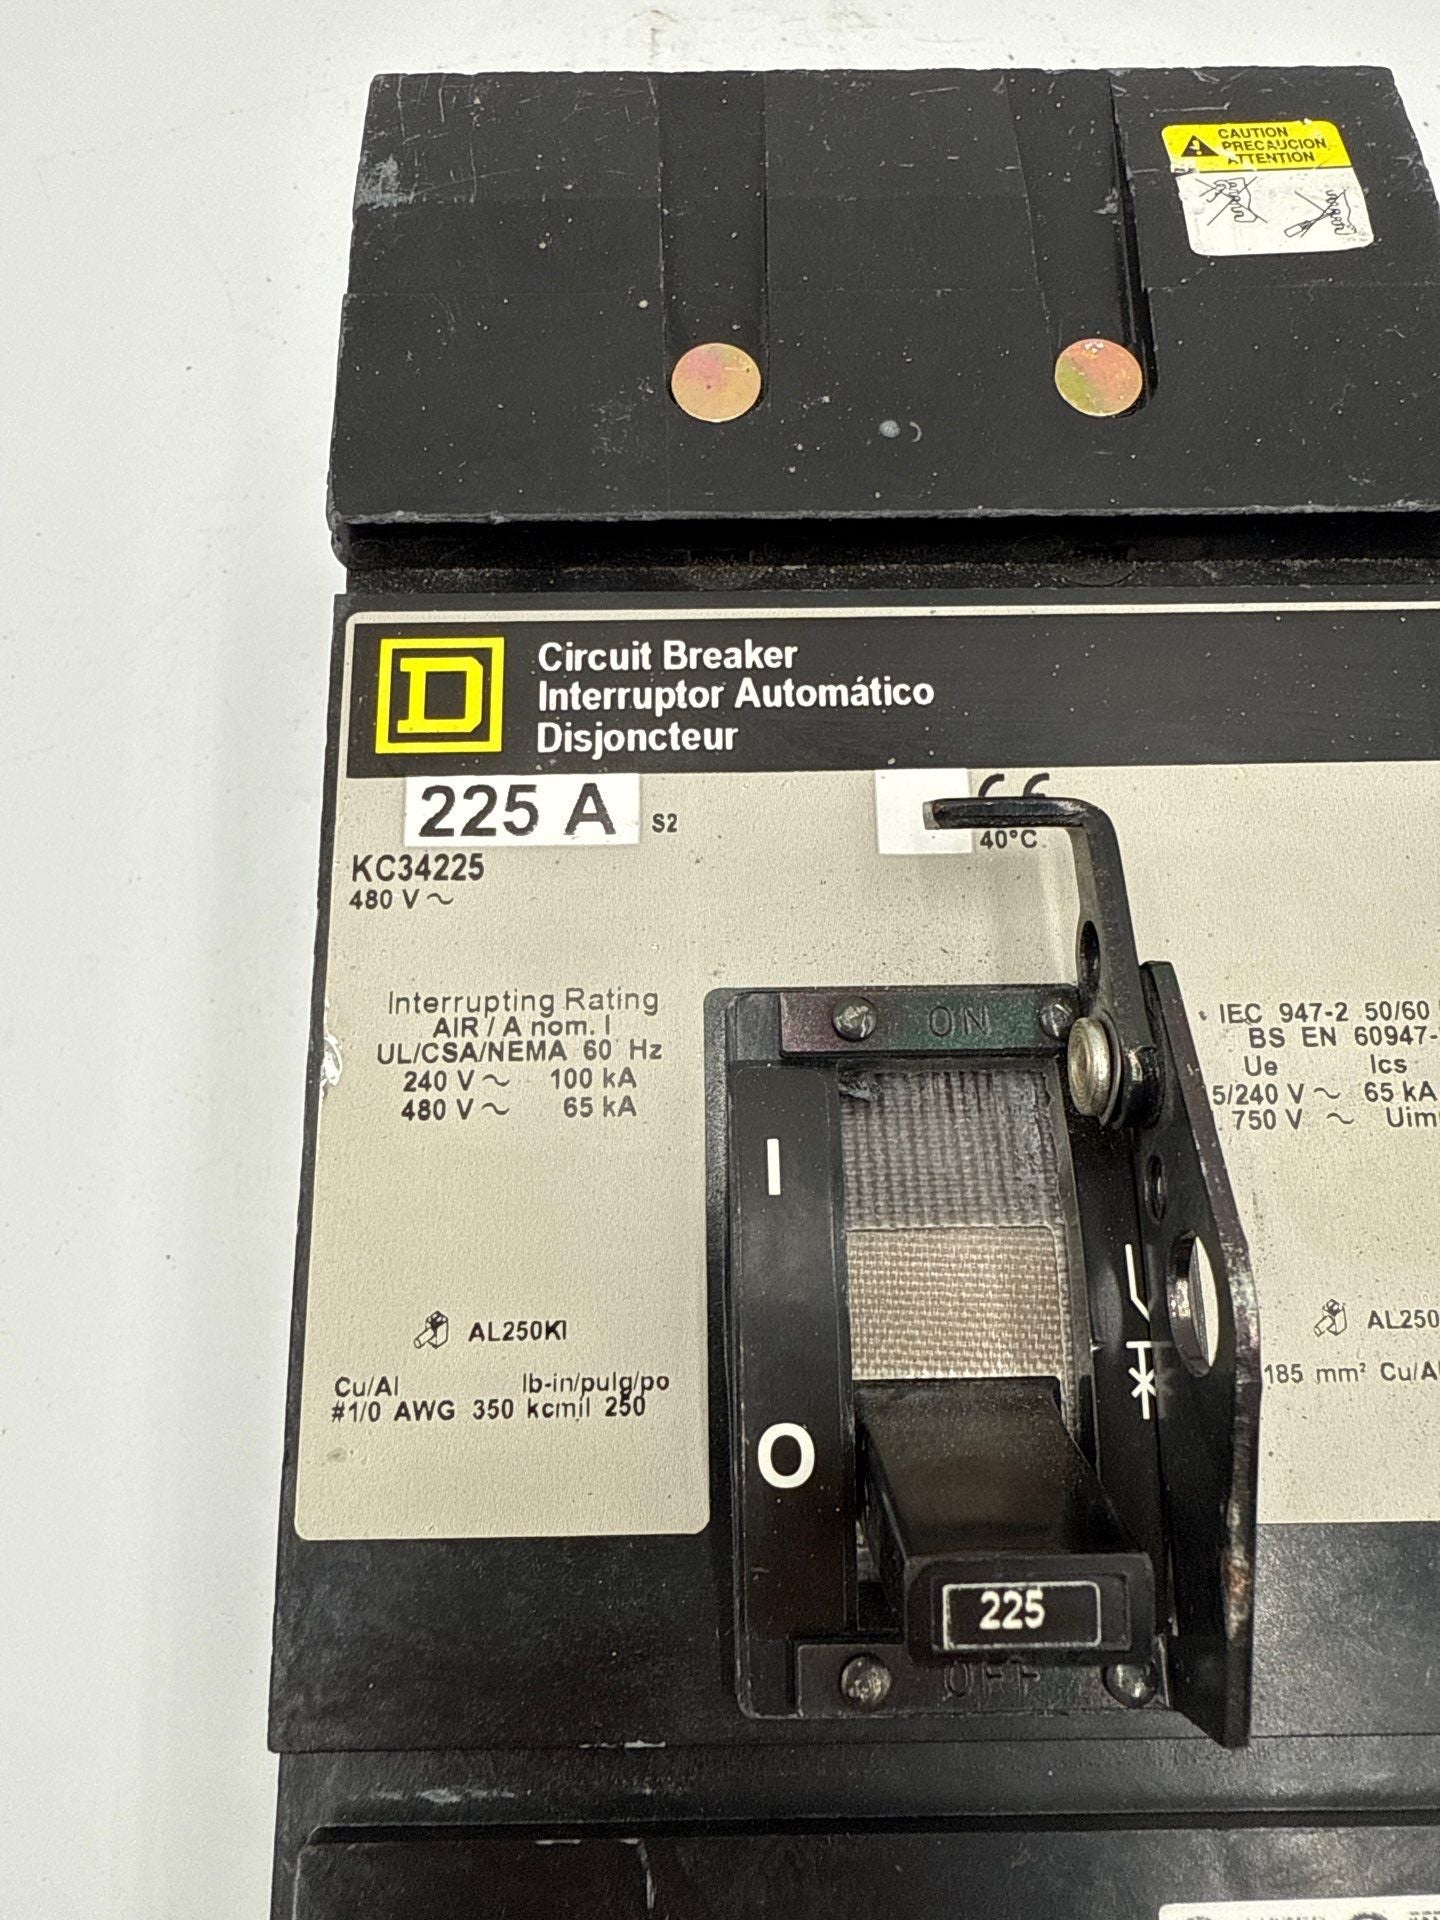 CAUTION
PRECAUCION
ATTENTION
D
Circuit Breaker
Interruptor Automático
Disjoncteur
225 A S2
40°C
KC34225
480 V ~
Interrupting Rating
AIR / A nom. I
UL/CSA/NEMA 60 Hz
240 V ~ 100 kA
480 V ~ 65 kA
AL250KI
Cu/Al lb-in/pulg/po
#1/0 AWG 350 kcmil 250
ON
I
O
225
OFF
IEC 947-2 50/60
BS EN 60947-
Ue Ics
5/240 V ~ 65 kA
750 V ~ Uim
AL250
185 mm² Cu/A